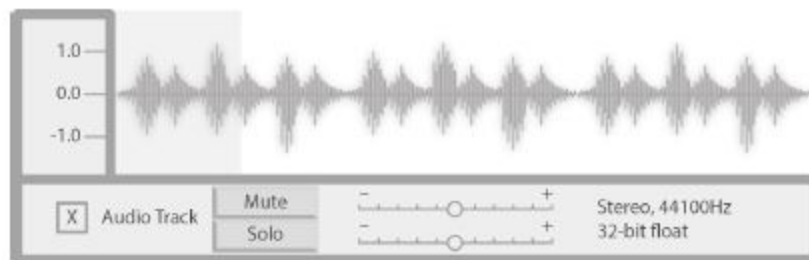 1.0
0.0
-1.0
X Audio Track
Mute
Solo
- +
- +
Stereo, 44100Hz
32-bit float